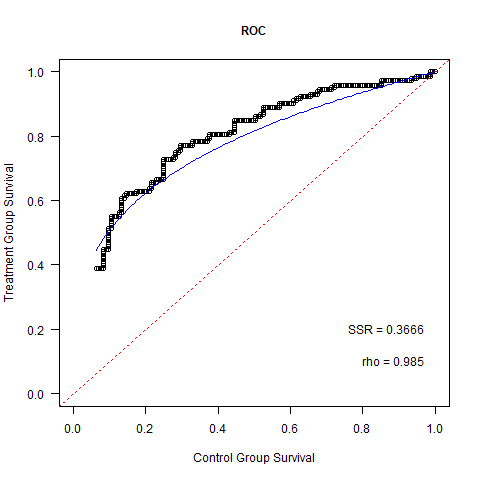 ROC
Treatment Group Survival
1.0
0.8
0.6
0.4
0.2
0.0
SSR = 0.3666
rho = 0.985
0.0 0.2 0.4 0.6 0.8 1.0
Control Group Survival